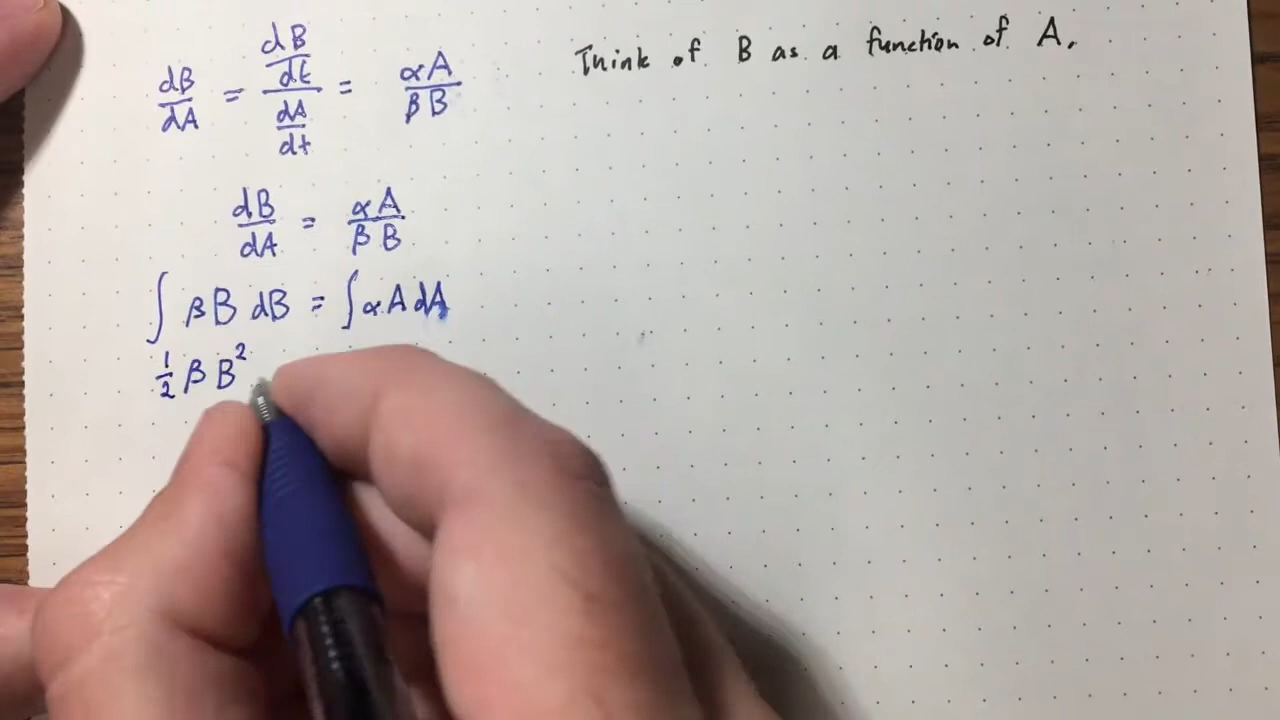 dB/dA = (dB/dt)/(dA/dt) = αA/βB
Think of B as a function of A.
dB/dA = αA/βB
∫ βB dB = ∫ αA dA
½ βB²